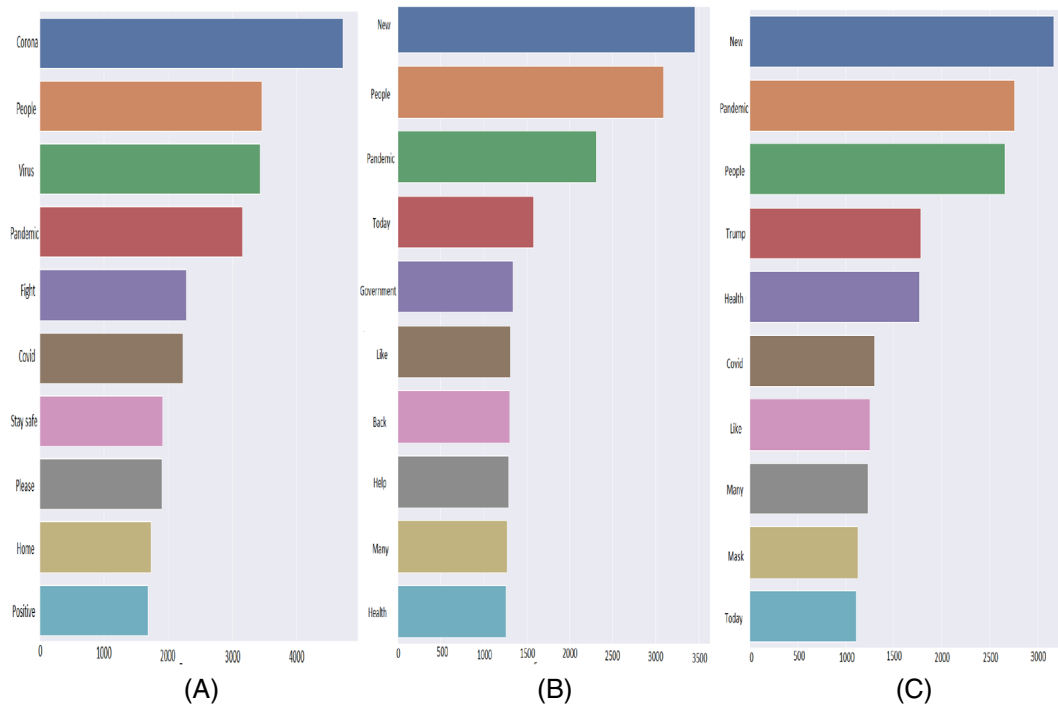 Corona
People
Virus
Pandemic
Fight
Covid
Stay safe
Please
Home
Positive
0 1000 2000 3000 4000
(A)
New
People
Pandemic
Today
Government
Like
Back
Help
Many
Health
0 500 1000 1500 2000 2500 3000 3500
(B)
New
Pandemic
People
Trump
Health
Covid
Like
Many
Mask
Today
0 500 1000 1500 2000 2500 3000
(C)